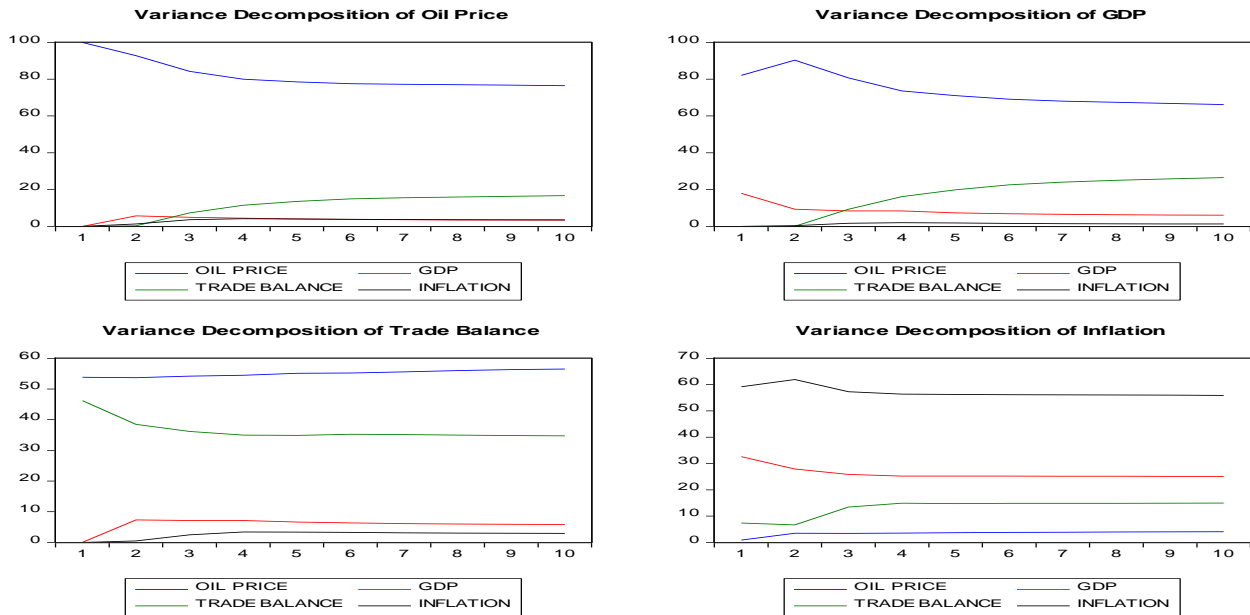 Variance Decomposition of Oil Price
100
80
60
40
20
0
1 2 3 4 5 6 7 8 9 10
OIL PRICE GDP
TRADE BALANCE INFLATION
Variance Decomposition of GDP
100
80
60
40
20
0
1 2 3 4 5 6 7 8 9 10
OIL PRICE GDP
TRADE BALANCE INFLATION
Variance Decomposition of Trade Balance
60
50
40
30
20
10
0
1 2 3 4 5 6 7 8 9 10
OIL PRICE GDP
TRADE BALANCE INFLATION
Variance Decomposition of Inflation
70
60
50
40
30
20
10
0
1 2 3 4 5 6 7 8 9 10
OIL PRICE GDP
TRADE BALANCE INFLATION